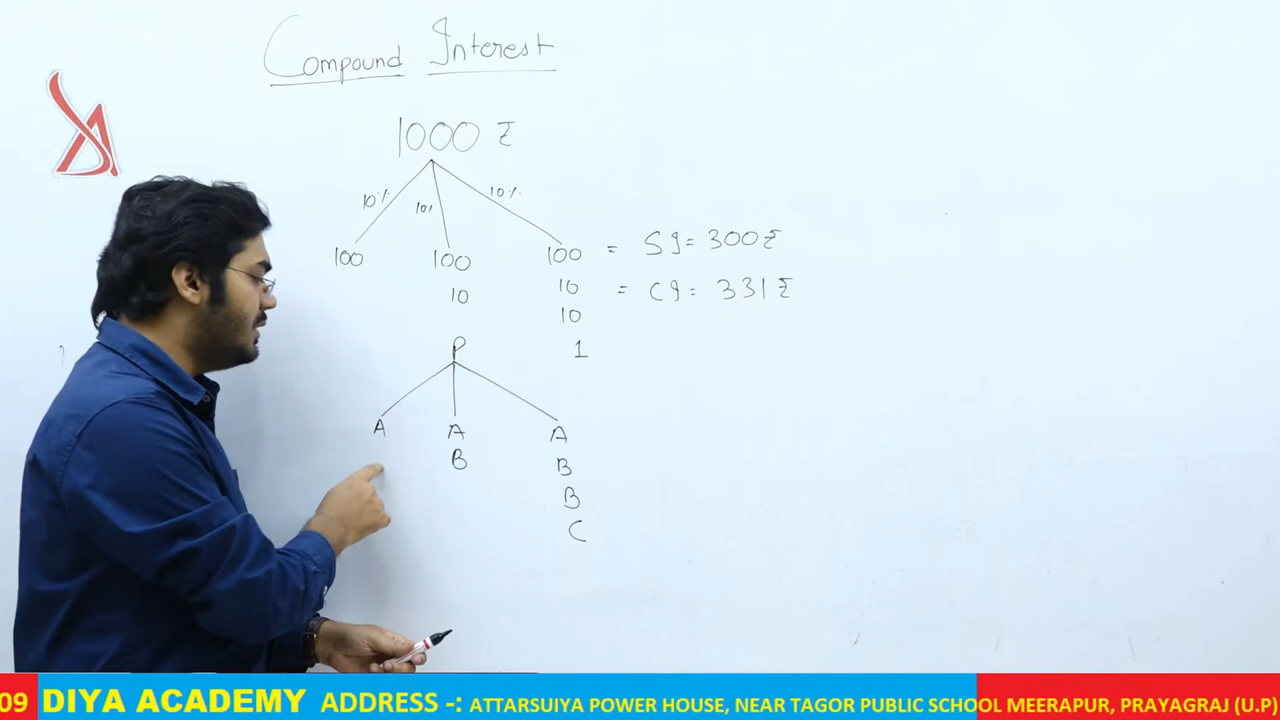 Compound Interest
1000 ₹
10% 10% 10%
100 100 100 = SI = 300 ₹
10 10 = CI = 331 ₹
10
P 1
A A A
B B
B
C
09 DIYA ACADEMY ADDRESS -: ATTARSUIYA POWER HOUSE, NEAR TAGOR PUBLIC SCHOOL MEERAPUR, PRAYAGRAJ (U.P)